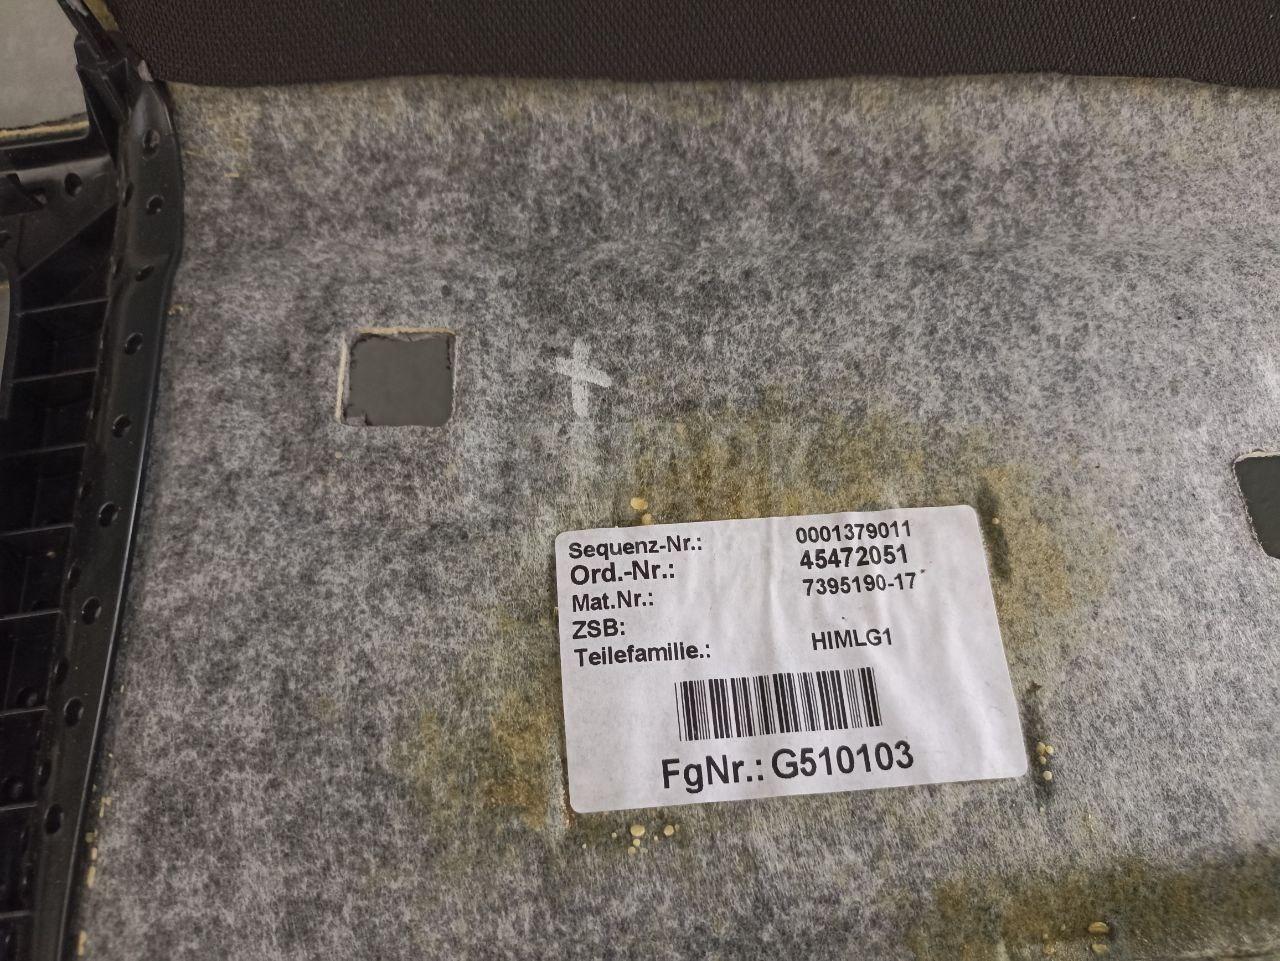 Sequenz-Nr.: 0001379011
Ord.-Nr.: 45472051
Mat.Nr.: 7395190-17
ZSB:
Teilefamilie.: HIMLG1
FgNr.: G510103